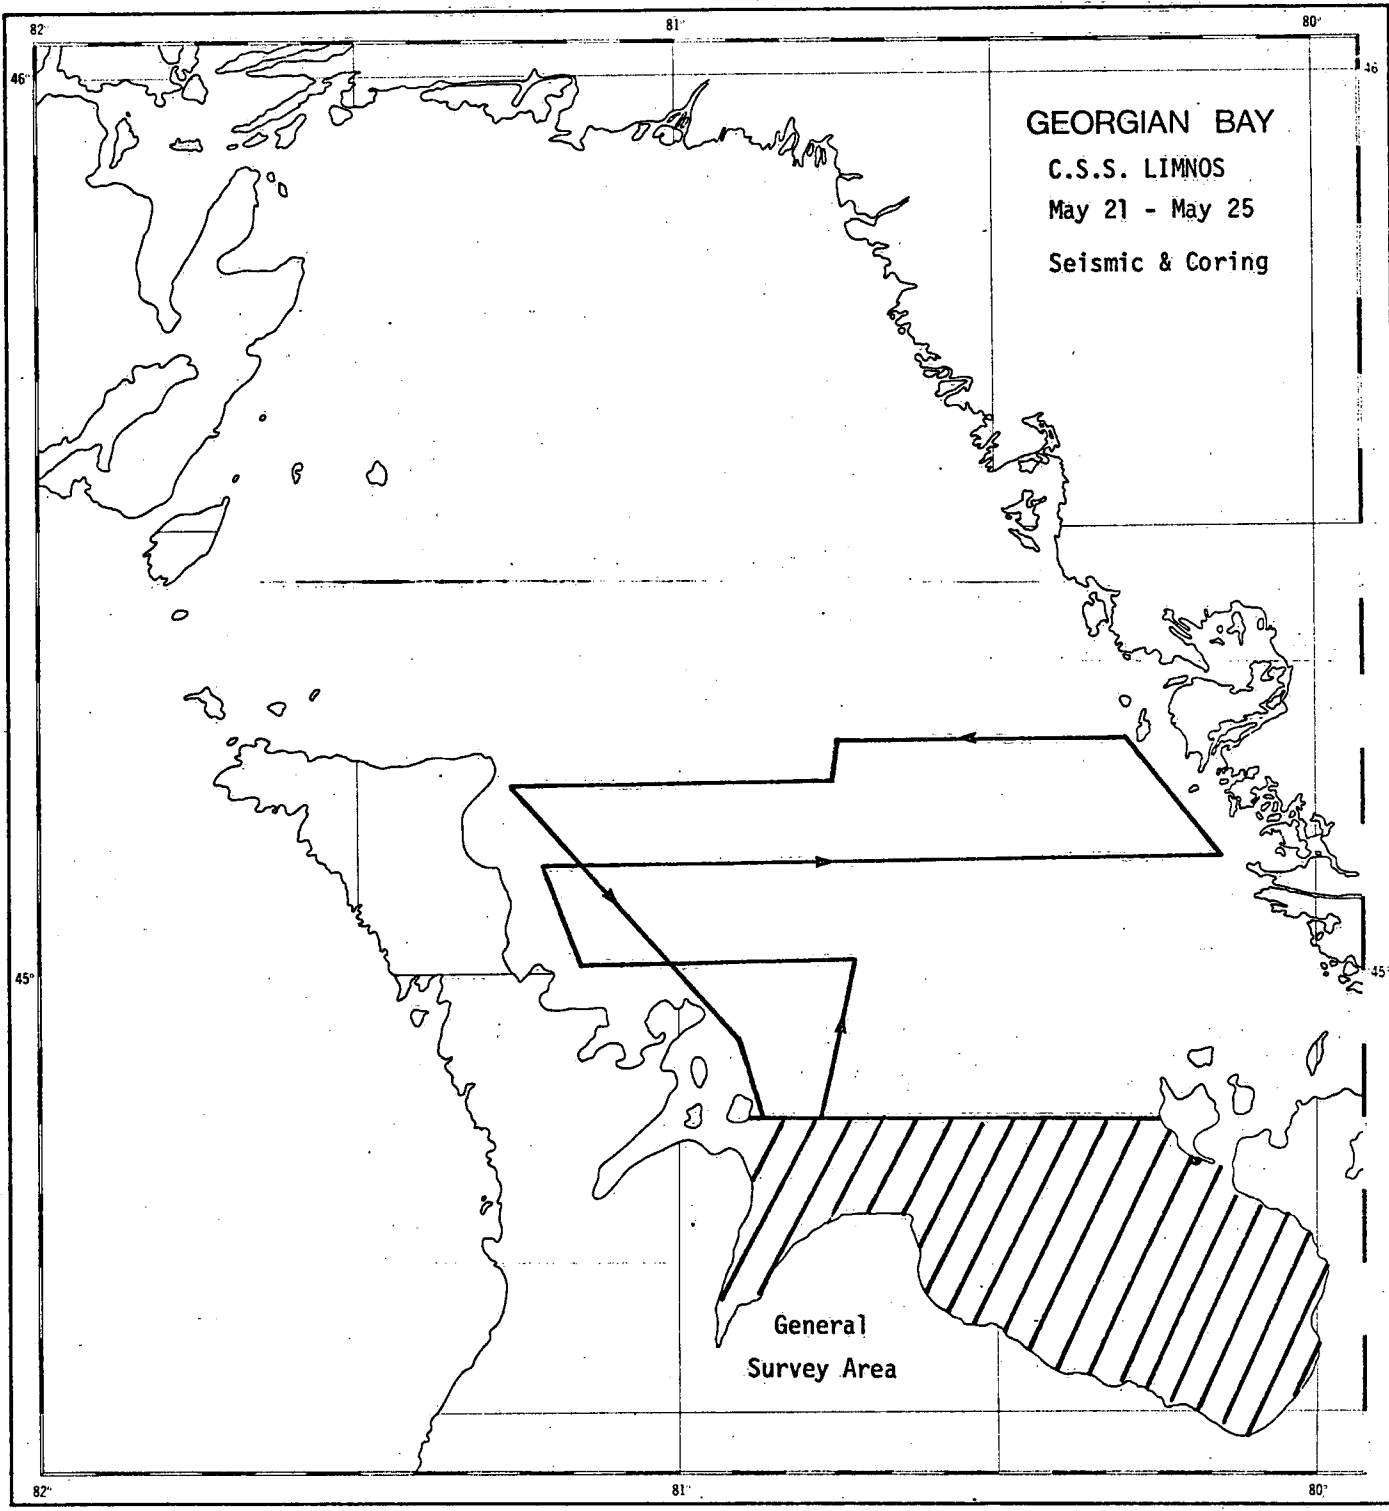 82°
81°
80°
46°
46
GEORGIAN BAY
C.S.S. LIMNOS
May 21 - May 25
Seismic & Coring
45°
45°
General
Survey Area
82°
81°
80°